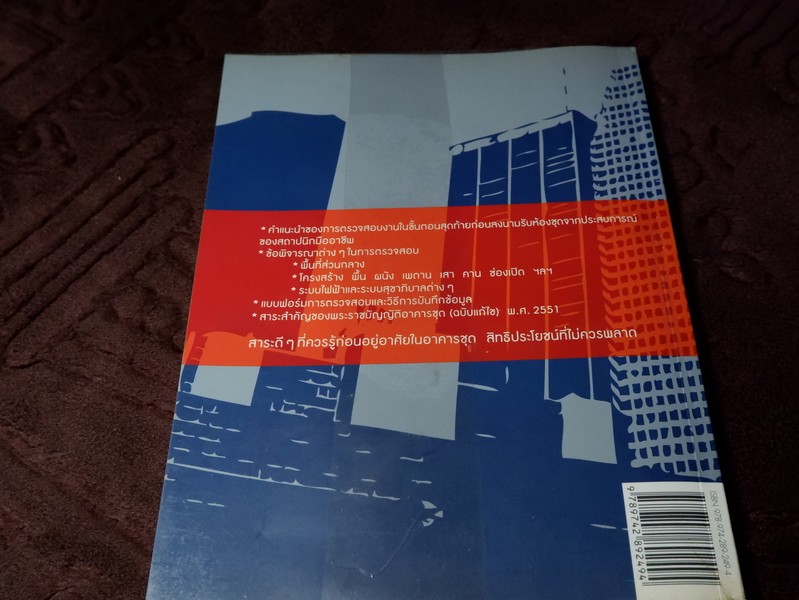 * คำแนะนำของการตรวจสอบงานในขั้นตอนสุดท้ายก่อนลงนามรับห้องชุดจากประสบการณ์
ของสถาปนิกมืออาชีพ
* ข้อพิจารณาต่าง ๆ ในการตรวจสอบ
* พื้นที่ส่วนกลาง
* โครงสร้าง พื้น ผนัง เพดาน เสา คาน ช่องเปิด ฯลฯ
* ระบบไฟฟ้าและระบบสุขาภิบาลต่าง ๆ
* แบบฟอร์มการตรวจสอบและวิธีการบันทึกข้อมูล
* สาระสำคัญของพระราชบัญญัติอาคารชุด (ฉบับแก้ไข) พ.ศ. 2551
สาระดี ๆ ที่ควรรู้ก่อนอยู่อาศัยในอาคารชุด สิทธิประโยชน์ที่ไม่ควรพลาด
ISBN 978-974-289-249-4
9 789742 892494